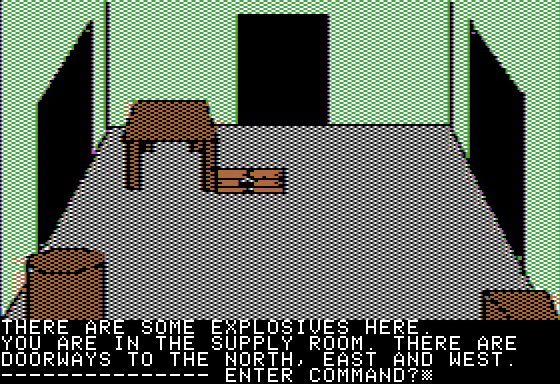 THERE ARE SOME EXPLOSIVES HERE.
YOU ARE IN THE SUPPLY ROOM. THERE ARE
DOORWAYS TO THE NORTH, EAST AND WEST.
---------------- ENTER COMMAND?